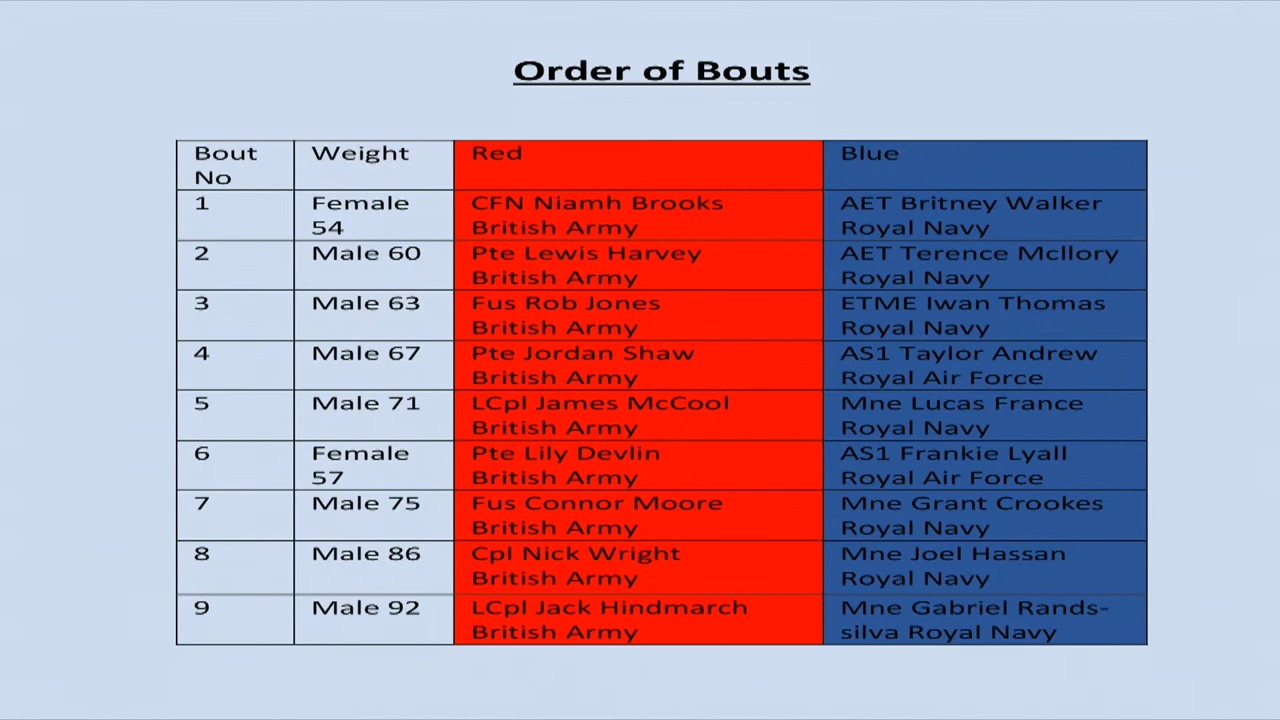 Order of Bouts
Bout No Weight Red Blue
1 Female 54 CFN Niamh Brooks British Army AET Britney Walker Royal Navy
2 Male 60 Pte Lewis Harvey British Army AET Terence McIlory Royal Navy
3 Male 63 Fus Rob Jones British Army ETME Iwan Thomas Royal Navy
4 Male 67 Pte Jordan Shaw British Army AS1 Taylor Andrew Royal Air Force
5 Male 71 LCpl James McCool British Army Mne Lucas France Royal Navy
6 Female 57 Pte Lily Devlin British Army AS1 Frankie Lyall Royal Air Force
7 Male 75 Fus Connor Moore British Army Mne Grant Crookes Royal Navy
8 Male 86 Cpl Nick Wright British Army Mne Joel Hassan Royal Navy
9 Male 92 LCpl Jack Hindmarch British Army Mne Gabriel Rands-silva Royal Navy